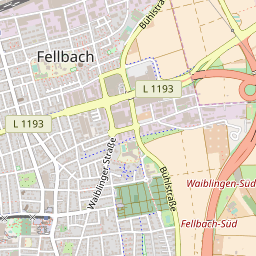 Bühlstraße
Fellbach
L 1193
L 1193
Waiblinger Straße
Bühlstraße
Waiblingen-Süd
Fellbach-Süd